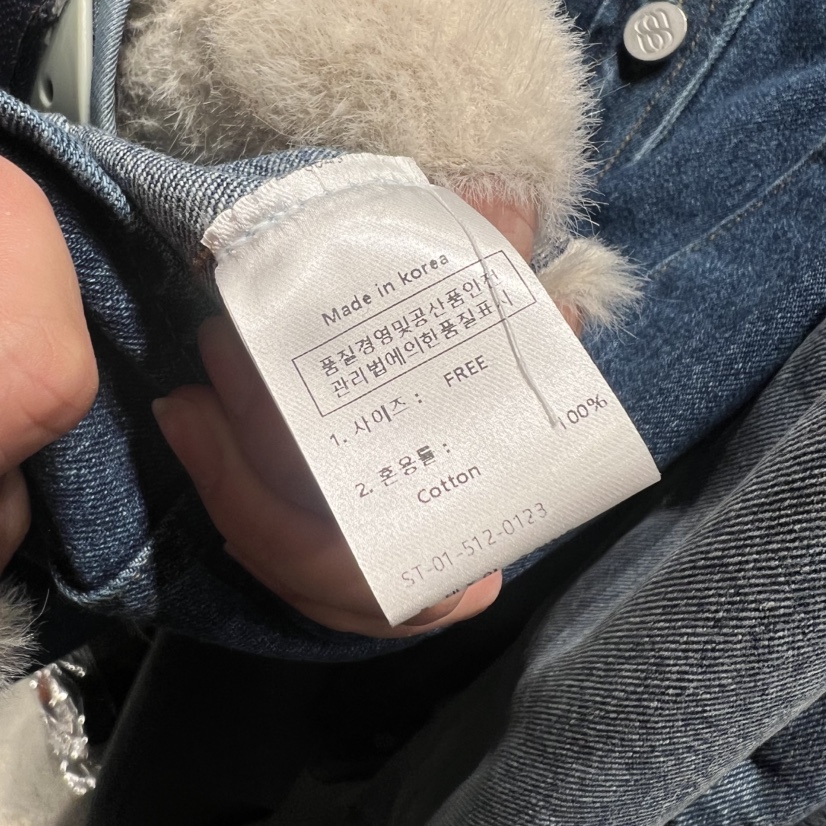 Made in korea
품질경영및공산품안전
관리법에의한품질표시
1. 사이즈 : FREE
2. 혼용률 :
Cotton 100%
ST-01-512-0123